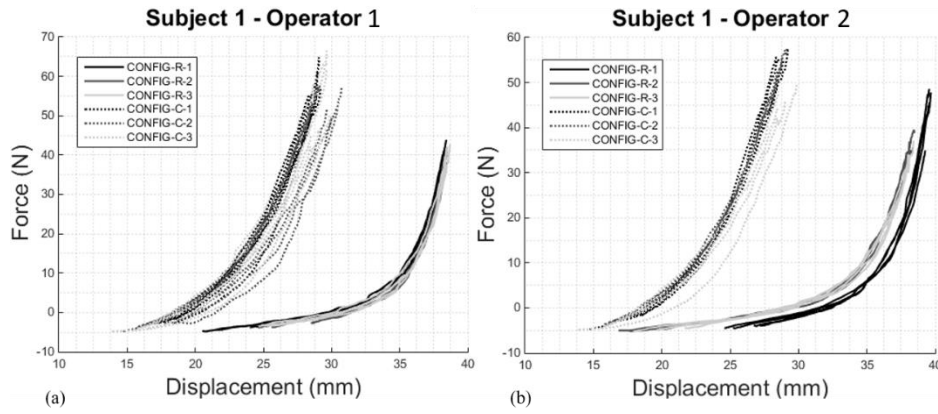 Subject 1 - Operator 1
70
60
50
40
30
20
10
0
-10
Force (N)
CONFIG-R-1
CONFIG-R-2
CONFIG-R-3
CONFIG-C-1
CONFIG-C-2
CONFIG-C-3
10 15 20 25 30 35 40
Displacement (mm)
(a)
Subject 1 - Operator 2
60
50
40
30
20
10
0
-10
Force (N)
CONFIG-R-1
CONFIG-R-2
CONFIG-R-3
CONFIG-C-1
CONFIG-C-2
CONFIG-C-3
10 15 20 25 30 35 40
Displacement (mm)
(b)